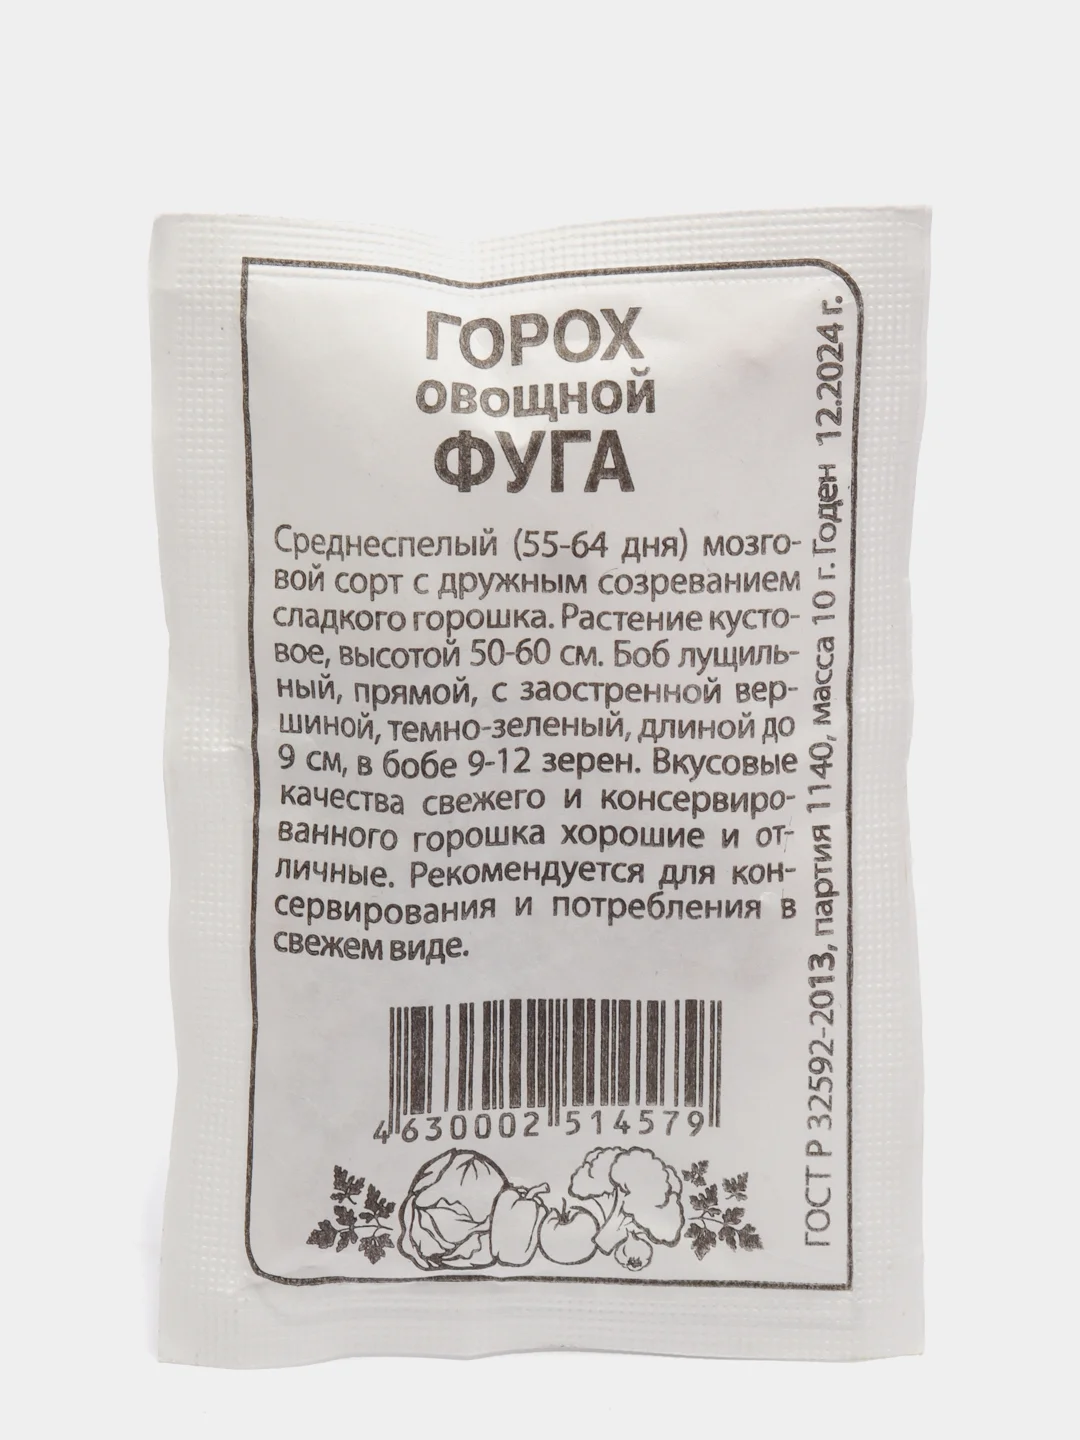 ГОРОХ
овощной
ФУГА
Среднеспелый (55-64 дня) мозго-
вой сорт с дружным созреванием
сладкого горошка. Растение кусто-
вое, высотой 50-60 см. Боб лущиль-
ный, прямой, с заостренной вер-
шиной, темно-зеленый, длиной до
9 см, в бобе 9-12 зерен. Вкусовые
качества свежего и консервиро-
ванного горошка хорошие и от-
личные. Рекомендуется для кон-
сервирования и потребления в
свежем виде.
4 630002 514579
ГОСТ Р 32592-2013, партия 1140, масса 10 г. Годен 12.2024 г.